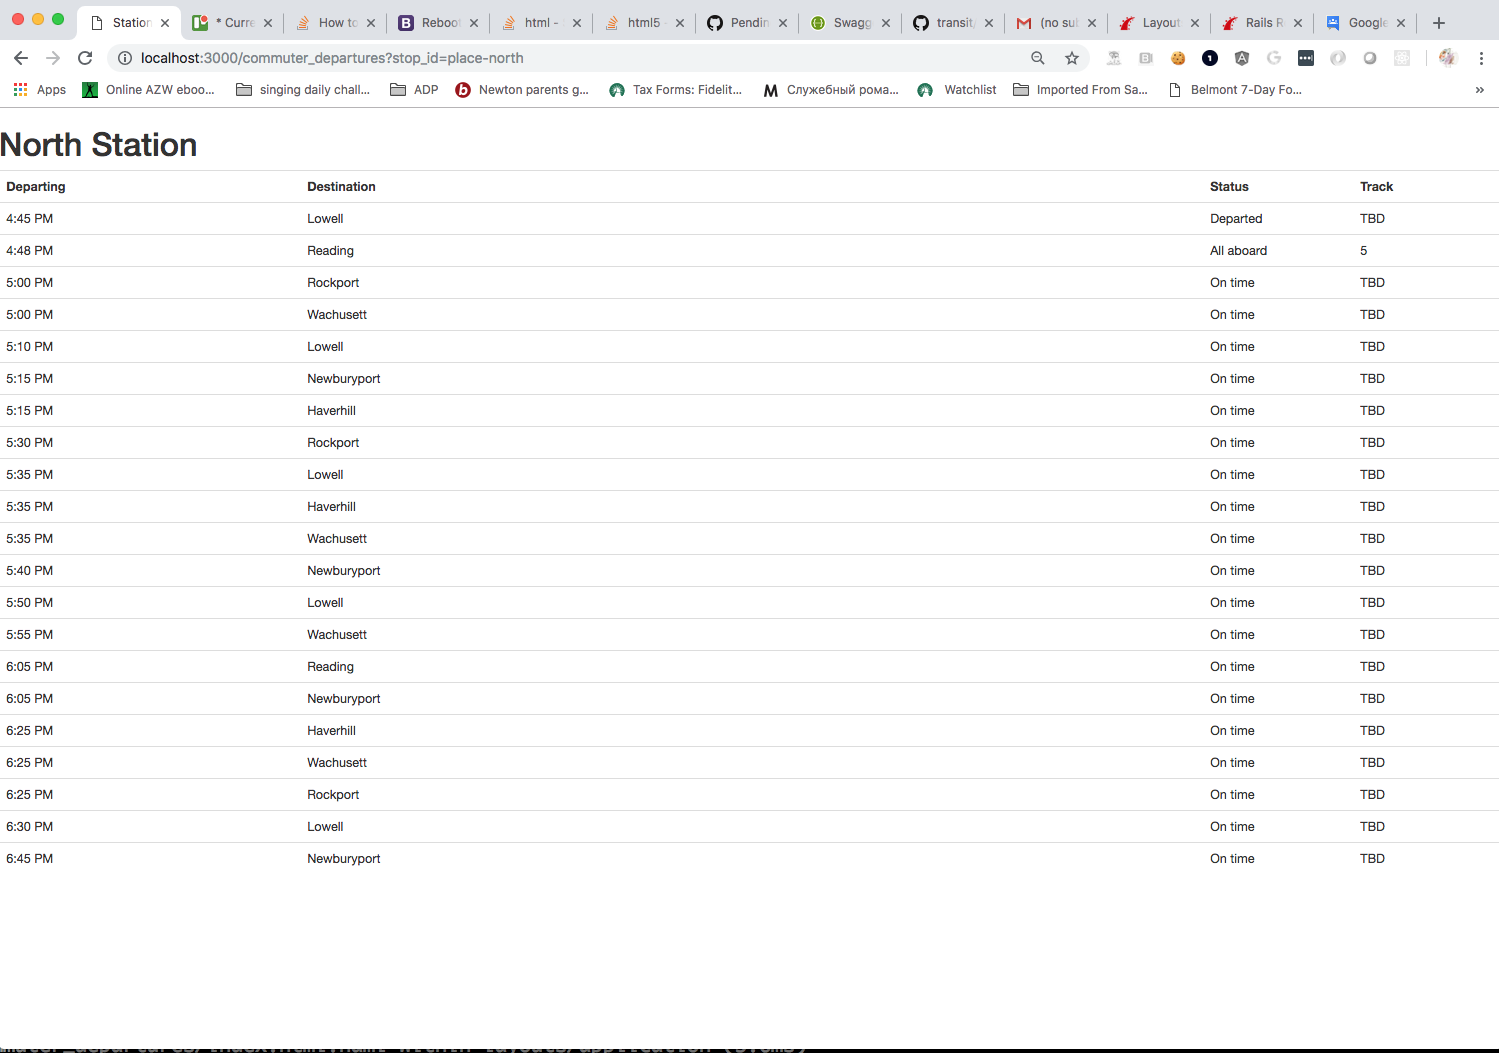 Station
* Curre
How to
Reboot
html -
html5 -
Pendin
Swagg
transit/
(no su
Layout
Rails R
Google
localhost:3000/commuter_departures?stop_id=place-north
Apps
Online AZW eboo...
singing daily chall...
ADP
Newton parents g...
Tax Forms: Fidelit...
Служебный рома...
Watchlist
Imported From Sa...
Belmont 7-Day Fo...
North Station
Departing Destination Status Track
4:45 PM Lowell Departed TBD
4:48 PM Reading All aboard 5
5:00 PM Rockport On time TBD
5:00 PM Wachusett On time TBD
5:10 PM Lowell On time TBD
5:15 PM Newburyport On time TBD
5:15 PM Haverhill On time TBD
5:30 PM Rockport On time TBD
5:35 PM Lowell On time TBD
5:35 PM Haverhill On time TBD
5:35 PM Wachusett On time TBD
5:40 PM Newburyport On time TBD
5:50 PM Lowell On time TBD
5:55 PM Wachusett On time TBD
6:05 PM Reading On time TBD
6:05 PM Newburyport On time TBD
6:25 PM Haverhill On time TBD
6:25 PM Wachusett On time TBD
6:25 PM Rockport On time TBD
6:30 PM Lowell On time TBD
6:45 PM Newburyport On time TBD